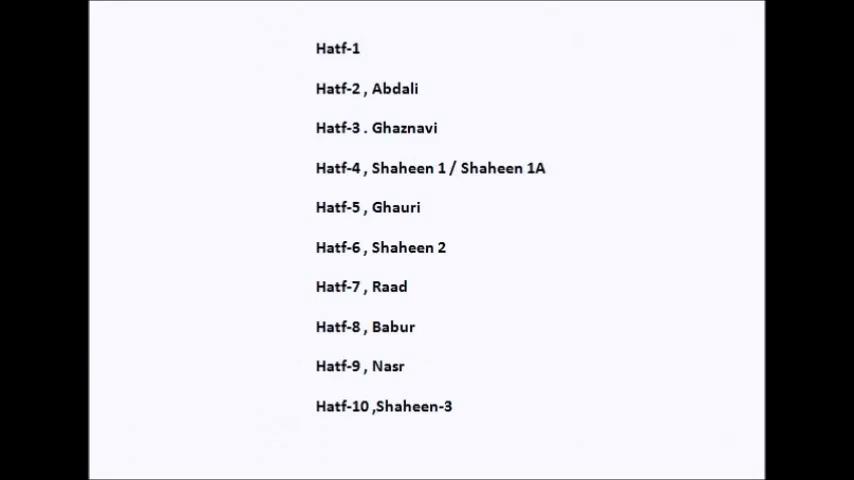 Hatf-1
Hatf-2 , Abdali
Hatf-3 . Ghaznavi
Hatf-4 , Shaheen 1 / Shaheen 1A
Hatf-5 , Ghauri
Hatf-6 , Shaheen 2
Hatf-7 , Raad
Hatf-8 , Babur
Hatf-9 , Nasr
Hatf-10 ,Shaheen-3